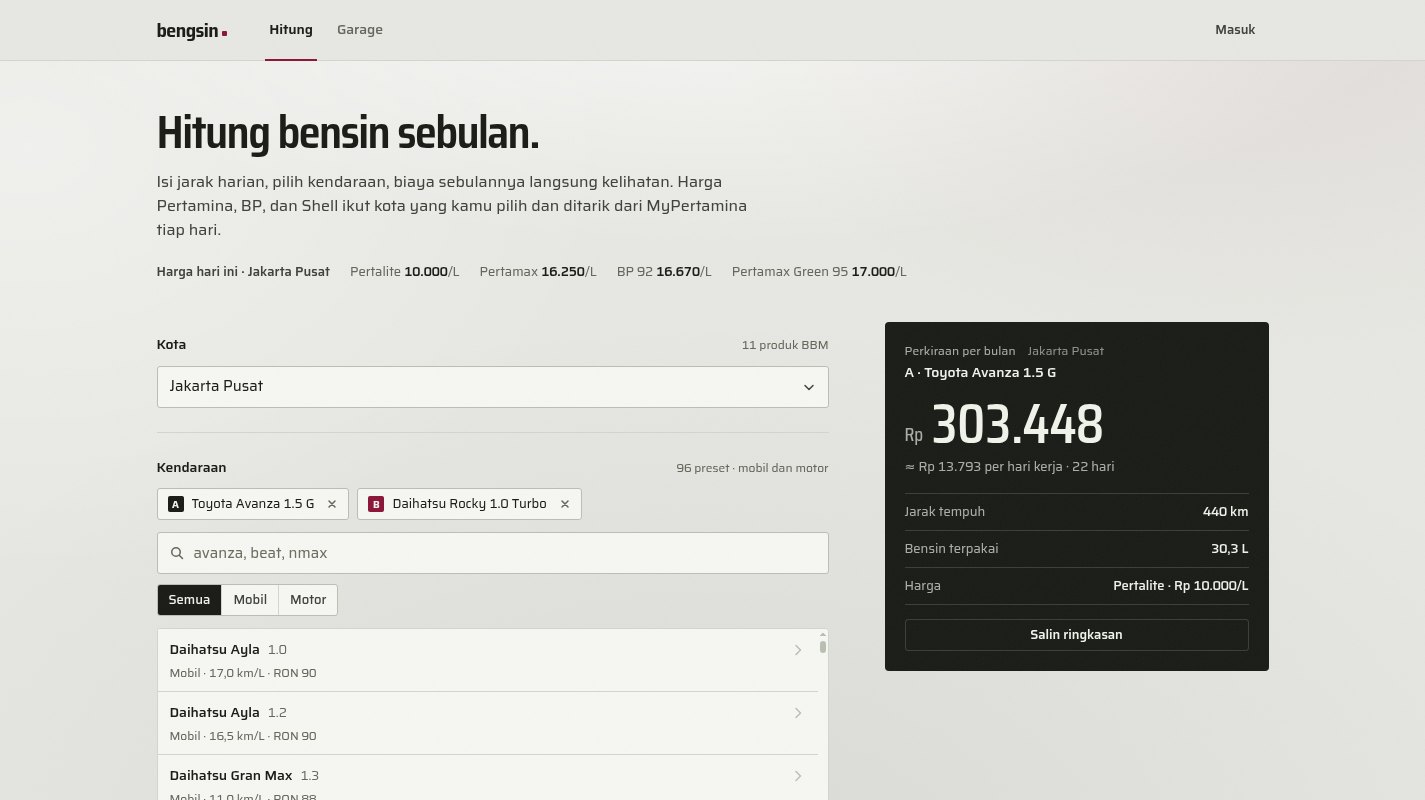 bengsin.
Hitung
Garage
Masuk
Hitung bensin sebulan.
Isi jarak harian, pilih kendaraan, biaya sebulannya langsung kelihatan. Harga
Pertamina, BP, dan Shell ikut kota yang kamu pilih dan ditarik dari MyPertamina
tiap hari.
Harga hari ini · Jakarta Pusat Pertalite 10.000/L Pertamax 16.250/L BP 92 16.670/L Pertamax Green 95 17.000/L
Kota
11 produk BBM
Jakarta Pusat
Kendaraan
96 preset · mobil dan motor
A Toyota Avanza 1.5 G ×
B Daihatsu Rocky 1.0 Turbo ×
avanza, beat, nmax
Semua
Mobil
Motor
Daihatsu Ayla 1.0
Mobil · 17,0 km/L · RON 90
Daihatsu Ayla 1.2
Mobil · 16,5 km/L · RON 90
Daihatsu Gran Max 1.3
Mobil · 11,0 km/L · RON 88
Perkiraan per bulan Jakarta Pusat
A · Toyota Avanza 1.5 G
Rp 303.448
≈ Rp 13.793 per hari kerja · 22 hari
Jarak tempuh 440 km
Bensin terpakai 30,3 L
Harga Pertalite · Rp 10.000/L
Salin ringkasan